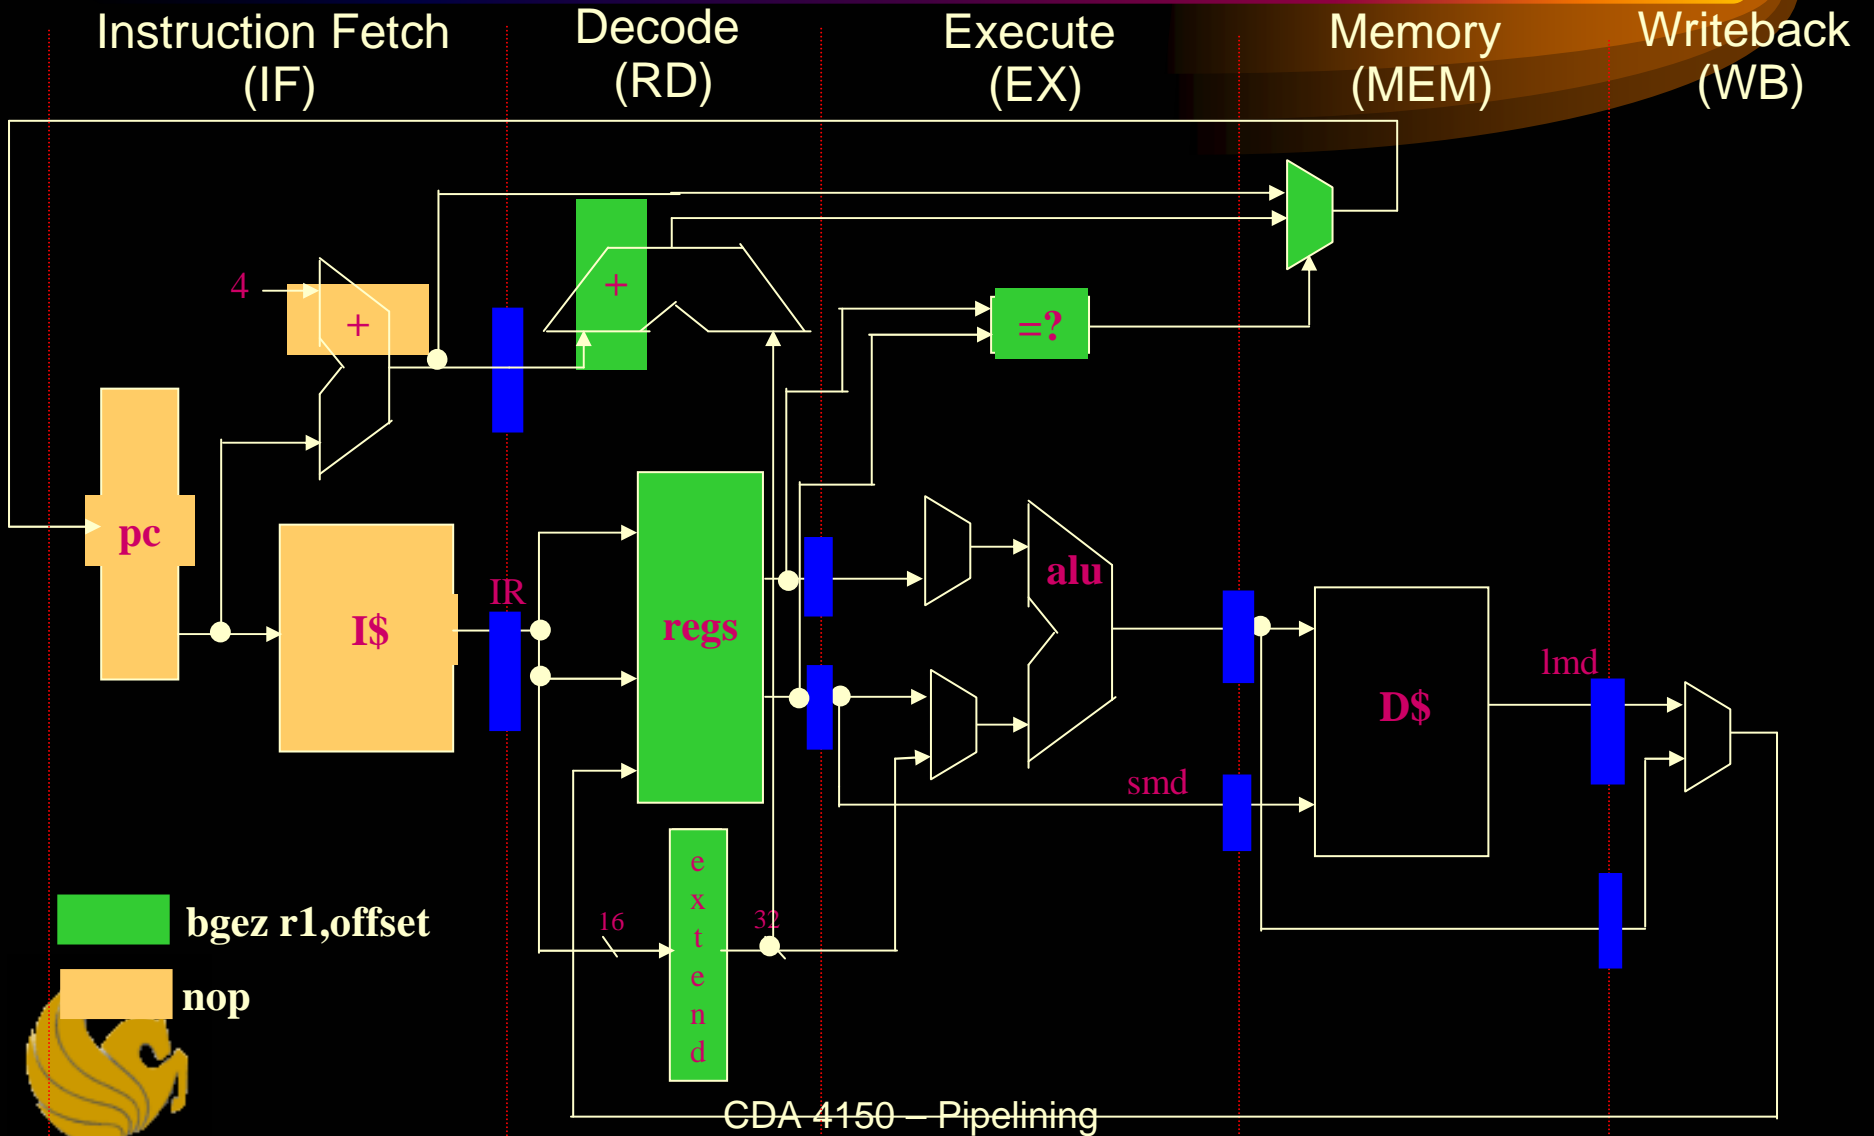 Instruction Fetch
(IF)
Decode
(RD)
Execute
(EX)
Memory
(MEM)
Writeback
(WB)
4
+
+
=?
pc
I$
IR
regs
alu
D$
lmd
smd
16
extend
32
bgez r1,offset
nop
CDA 4150 – Pipelining